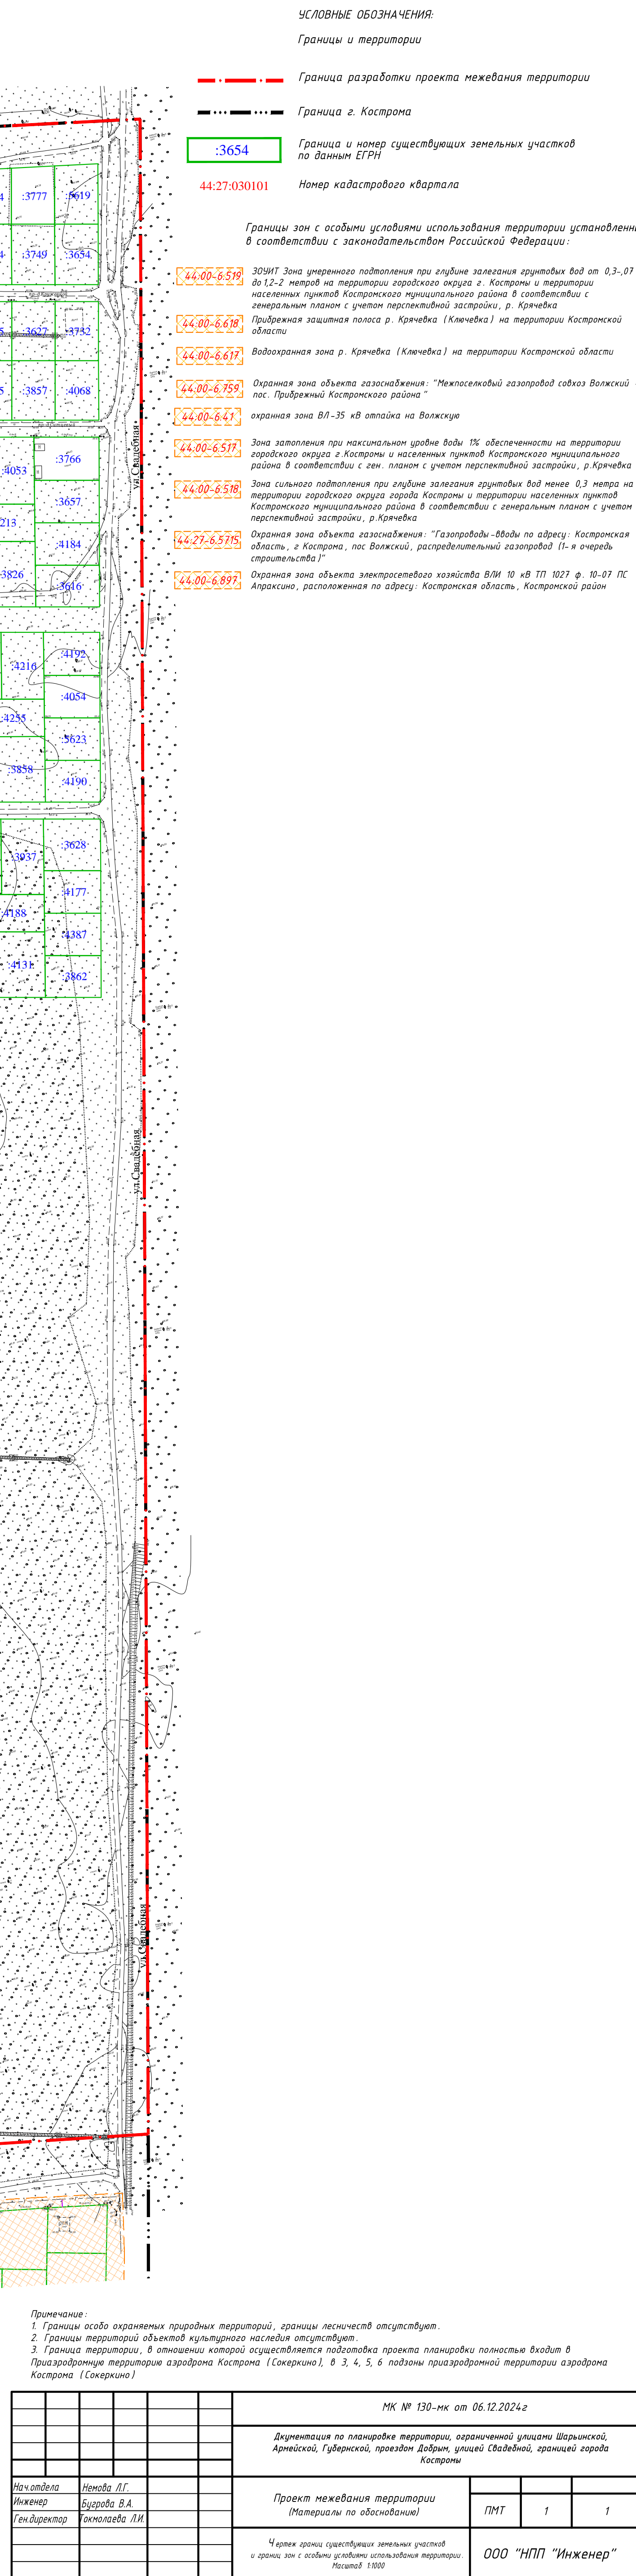 УСЛОВНЫЕ ОБОЗНАЧЕНИЯ:
Границы и территории
Граница разработки проекта межевания территории
Граница г. Кострома
:3654
Граница и номер существующих земельных участков
по данным ЕГРН
44:27:030101
Номер кадастрового квартала
Границы зон с особыми условиями использования территории установленн
в соответствии с законодательством Российской Федерации:
44:00-6.519
ЗОУИТ Зона умеренного подтопления при глубине залегания грунтовых вод от 0,3-,07
до1,2-2 метров на территории городского округа г. Костромы и территории
населенных пунктов Костромского муниципального района в соответствии с
генеральным планом с учетом перспективной застройки, р. Крячевка
44:00-6.618
Прибрежная защитная полоса р. Крячевка (Ключевка) на территории Костромской
области
44:00-6.617
Водоохранная зона р. Крячевка (Ключевка) на территории Костромской области
44:00-6.759
Охранная зона объекта газоснабжения: "Межпоселковый газопровод совхоз Волжский -
пос. Прибрежный Костромского района"
44:00-6.41
охранная зона ВЛ-35 кВ отпайка на Волжскую
44:00-6.517
Зона затопления при максимальном уровне воды 1% обеспеченности на территории
городского округа г.Костромы и населенных пунктов Костромского муниципального
района в соответствии с ген. планом с учетом перспективной застройки, р.Крячевка
44:00-6.518
Зона сильного подтопления при глубине залегания грунтовых вод менее 0,3 метра на
территории городского округа города Костромы и территории населенных пунктов
Костромского муниципального района в соответствии с генеральным планом с учетом
перспективной застройки, р.Крячевка
44:27-6.5715
Охранная зона объекта газоснабжения: "Газопроводы-вводы по адресу: Костромская
область, г Кострома, пос Волжский, распределительный газопровод (1-я очередь
строительства)"
44:00-6.897
Охранная зона объекта электросетевого хозяйства ВЛИ 10 кВ ТП 1027 ф. 10-07 ПС
Апраксино, расположенная по адресу: Костромская область, Костромской район
:3777
:5619
:3749
:3654
:3627
:3732
:3857
:4068
ул.Свадебная
:3766
:4053
:3657
213
:4184
3826
:3616
:4192
:4216
:4054
:4255
:3623
:3858
:4190
:3628
:3937
:4177
:4188
:4387
:4131
:3862
ул.Свадебная
ул.Свадебная
Примечание:
1. Границы особо охраняемых природных территорий, границы лесничеств отсутствуют.
2. Границы территорий объектов культурного наследия отсутствуют.
3. Граница территории, в отношении которой осуществляется подготовка проекта планировки полностью входит в
Приаэродромную территорию аэродрома Кострома (Сокеркино), в 3, 4, 5, 6 подзоны приаэродромной территории аэродрома
Кострома (Сокеркино)
МК № 130-мк от 06.12.2024г
Дкументация по планировке территории, ограниченной улицами Шарьинской,
Армейской, Губернской, проездом Добрым, улицей Свадебной, границей города
Костромы
Нач.отдела Немова Л.Г.
Инженер Бугрова В.А.
Ген.директор Токмолаева Л.И.
Проект межевания территории
(Материалы по обоснованию)
ПМТ 1 1
Чертеж границ существующих земельных участков
и границ зон с особыми условиями использования территории.
Масштаб 1:1000
ООО "НПП "Инженер"